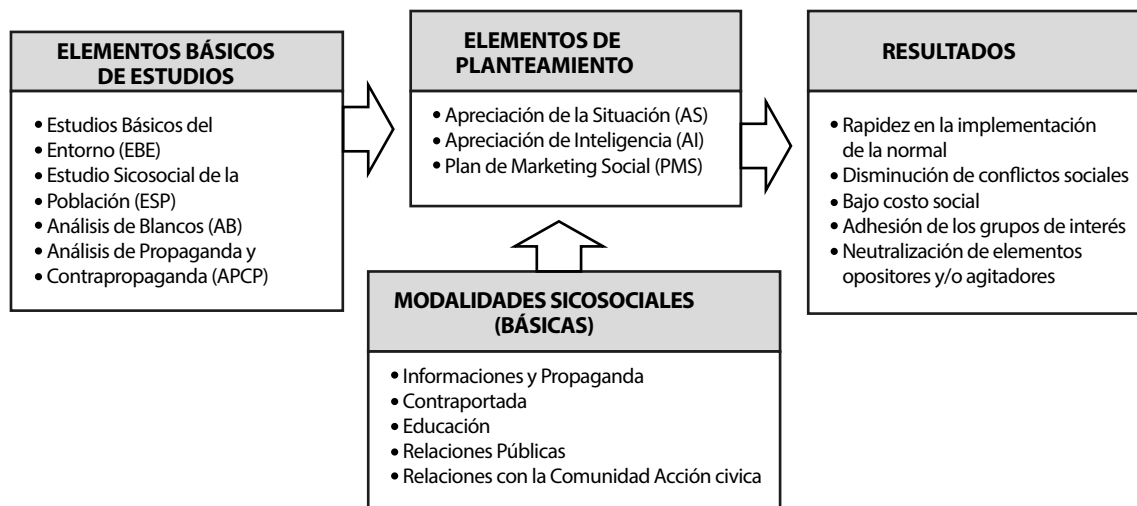 ELEMENTOS BÁSICOS
DE ESTUDIOS
• Estudios Básicos del
• Entorno (EBE)
• Estudio Sicosocial de la
• Población (ESP)
• Análisis de Blancos (AB)
• Análisis de Propaganda y
• Contrapropaganda (APCP)
ELEMENTOS DE
PLANTEAMIENTO
• Apreciación de la Situación (AS)
• Apreciación de Inteligencia (AI)
• Plan de Marketing Social (PMS)
RESULTADOS
• Rapidez en la implementación
de la normal
• Disminución de conflictos sociales
• Bajo costo social
• Adhesión de los grupos de interés
• Neutralización de elementos
opositores y/o agitadores
MODALIDADES SICOSOCIALES
(BÁSICAS)
• Informaciones y Propaganda
• Contraportada
• Educación
• Relaciones Públicas
• Relaciones con la Comunidad Acción civica